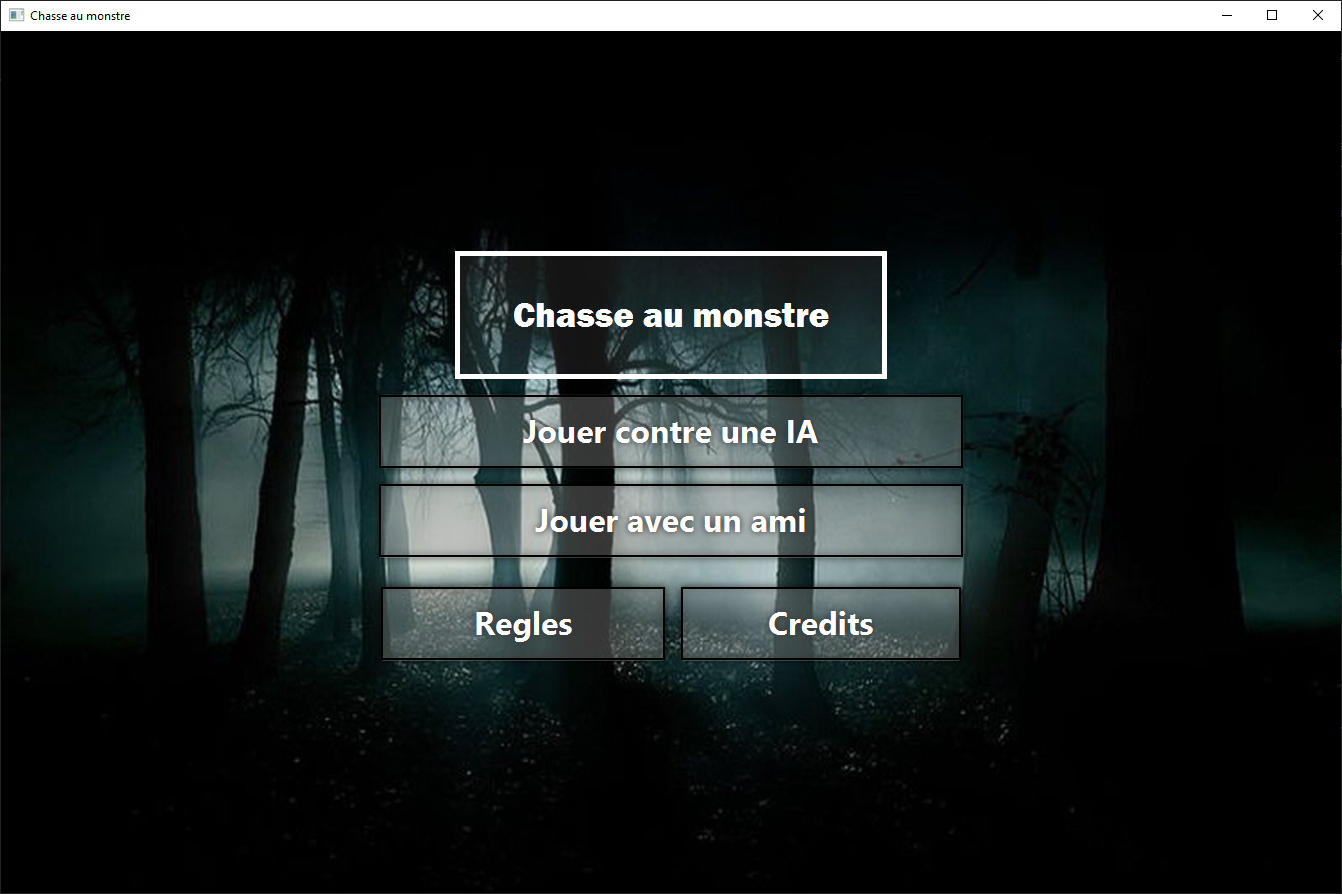 Chasse au monstre
Chasse au monstre
Jouer contre une IA
Jouer avec un ami
Regles
Credits